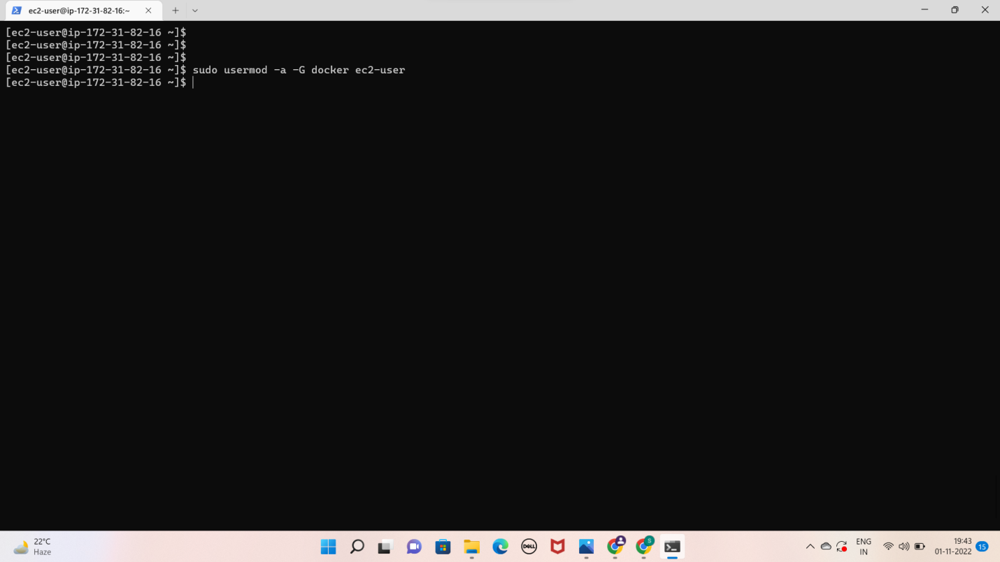 ec2-user@ip-172-31-82-16:~
[ec2-user@ip-172-31-82-16 ~]$
[ec2-user@ip-172-31-82-16 ~]$
[ec2-user@ip-172-31-82-16 ~]$
[ec2-user@ip-172-31-82-16 ~]$ sudo usermod -a -G docker ec2-user
[ec2-user@ip-172-31-82-16 ~]$
22°C
Haze
DELL
S
ENG
IN
19:43
01-11-2022
15